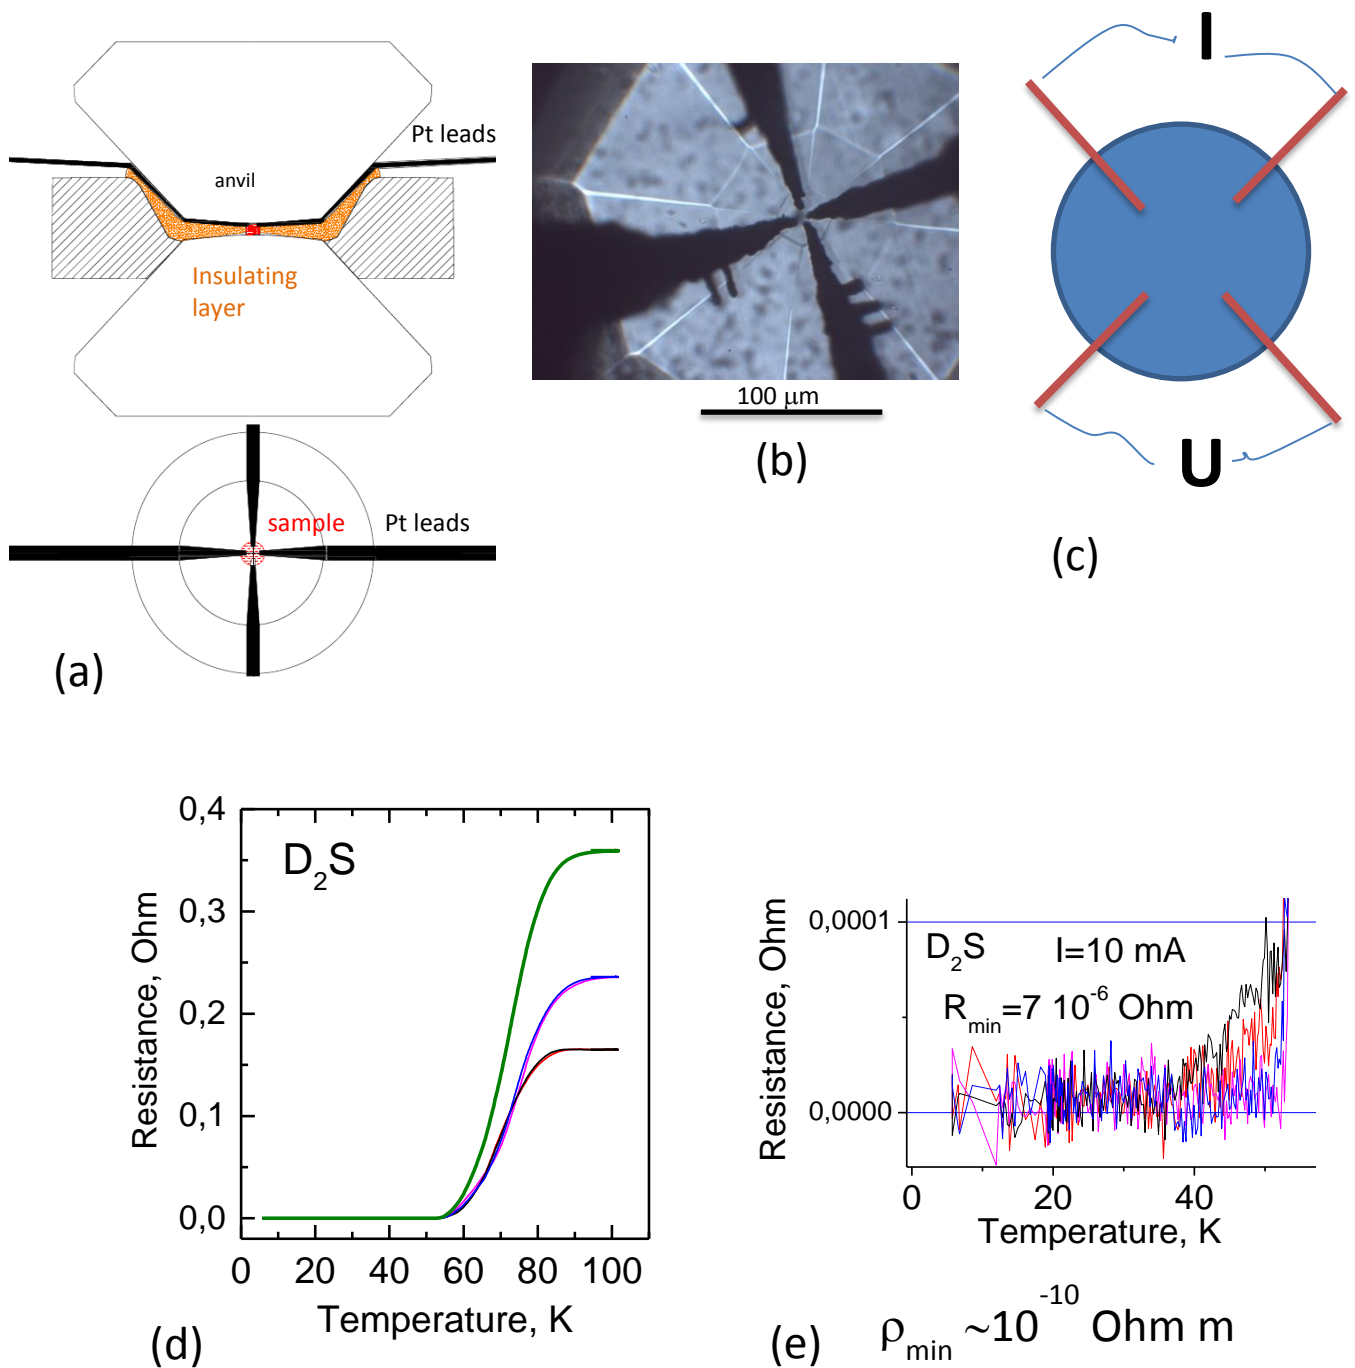 Pt leads
anvil
Insulating
layer
sample
Pt leads
(a)
100 μm
(b)
I
U
(c)
0,4
0,3
0,2
0,1
0,0
D₂S
Resistance, Ohm
0 20 40 60 80 100
Temperature, K
(d)
0,0001
0,0000
D₂S I=10 mA
R_min=7 10⁻⁶ Ohm
Resistance, Ohm
0 20 40
Temperature, K
(e) ρ_min ~10⁻¹⁰ Ohm m